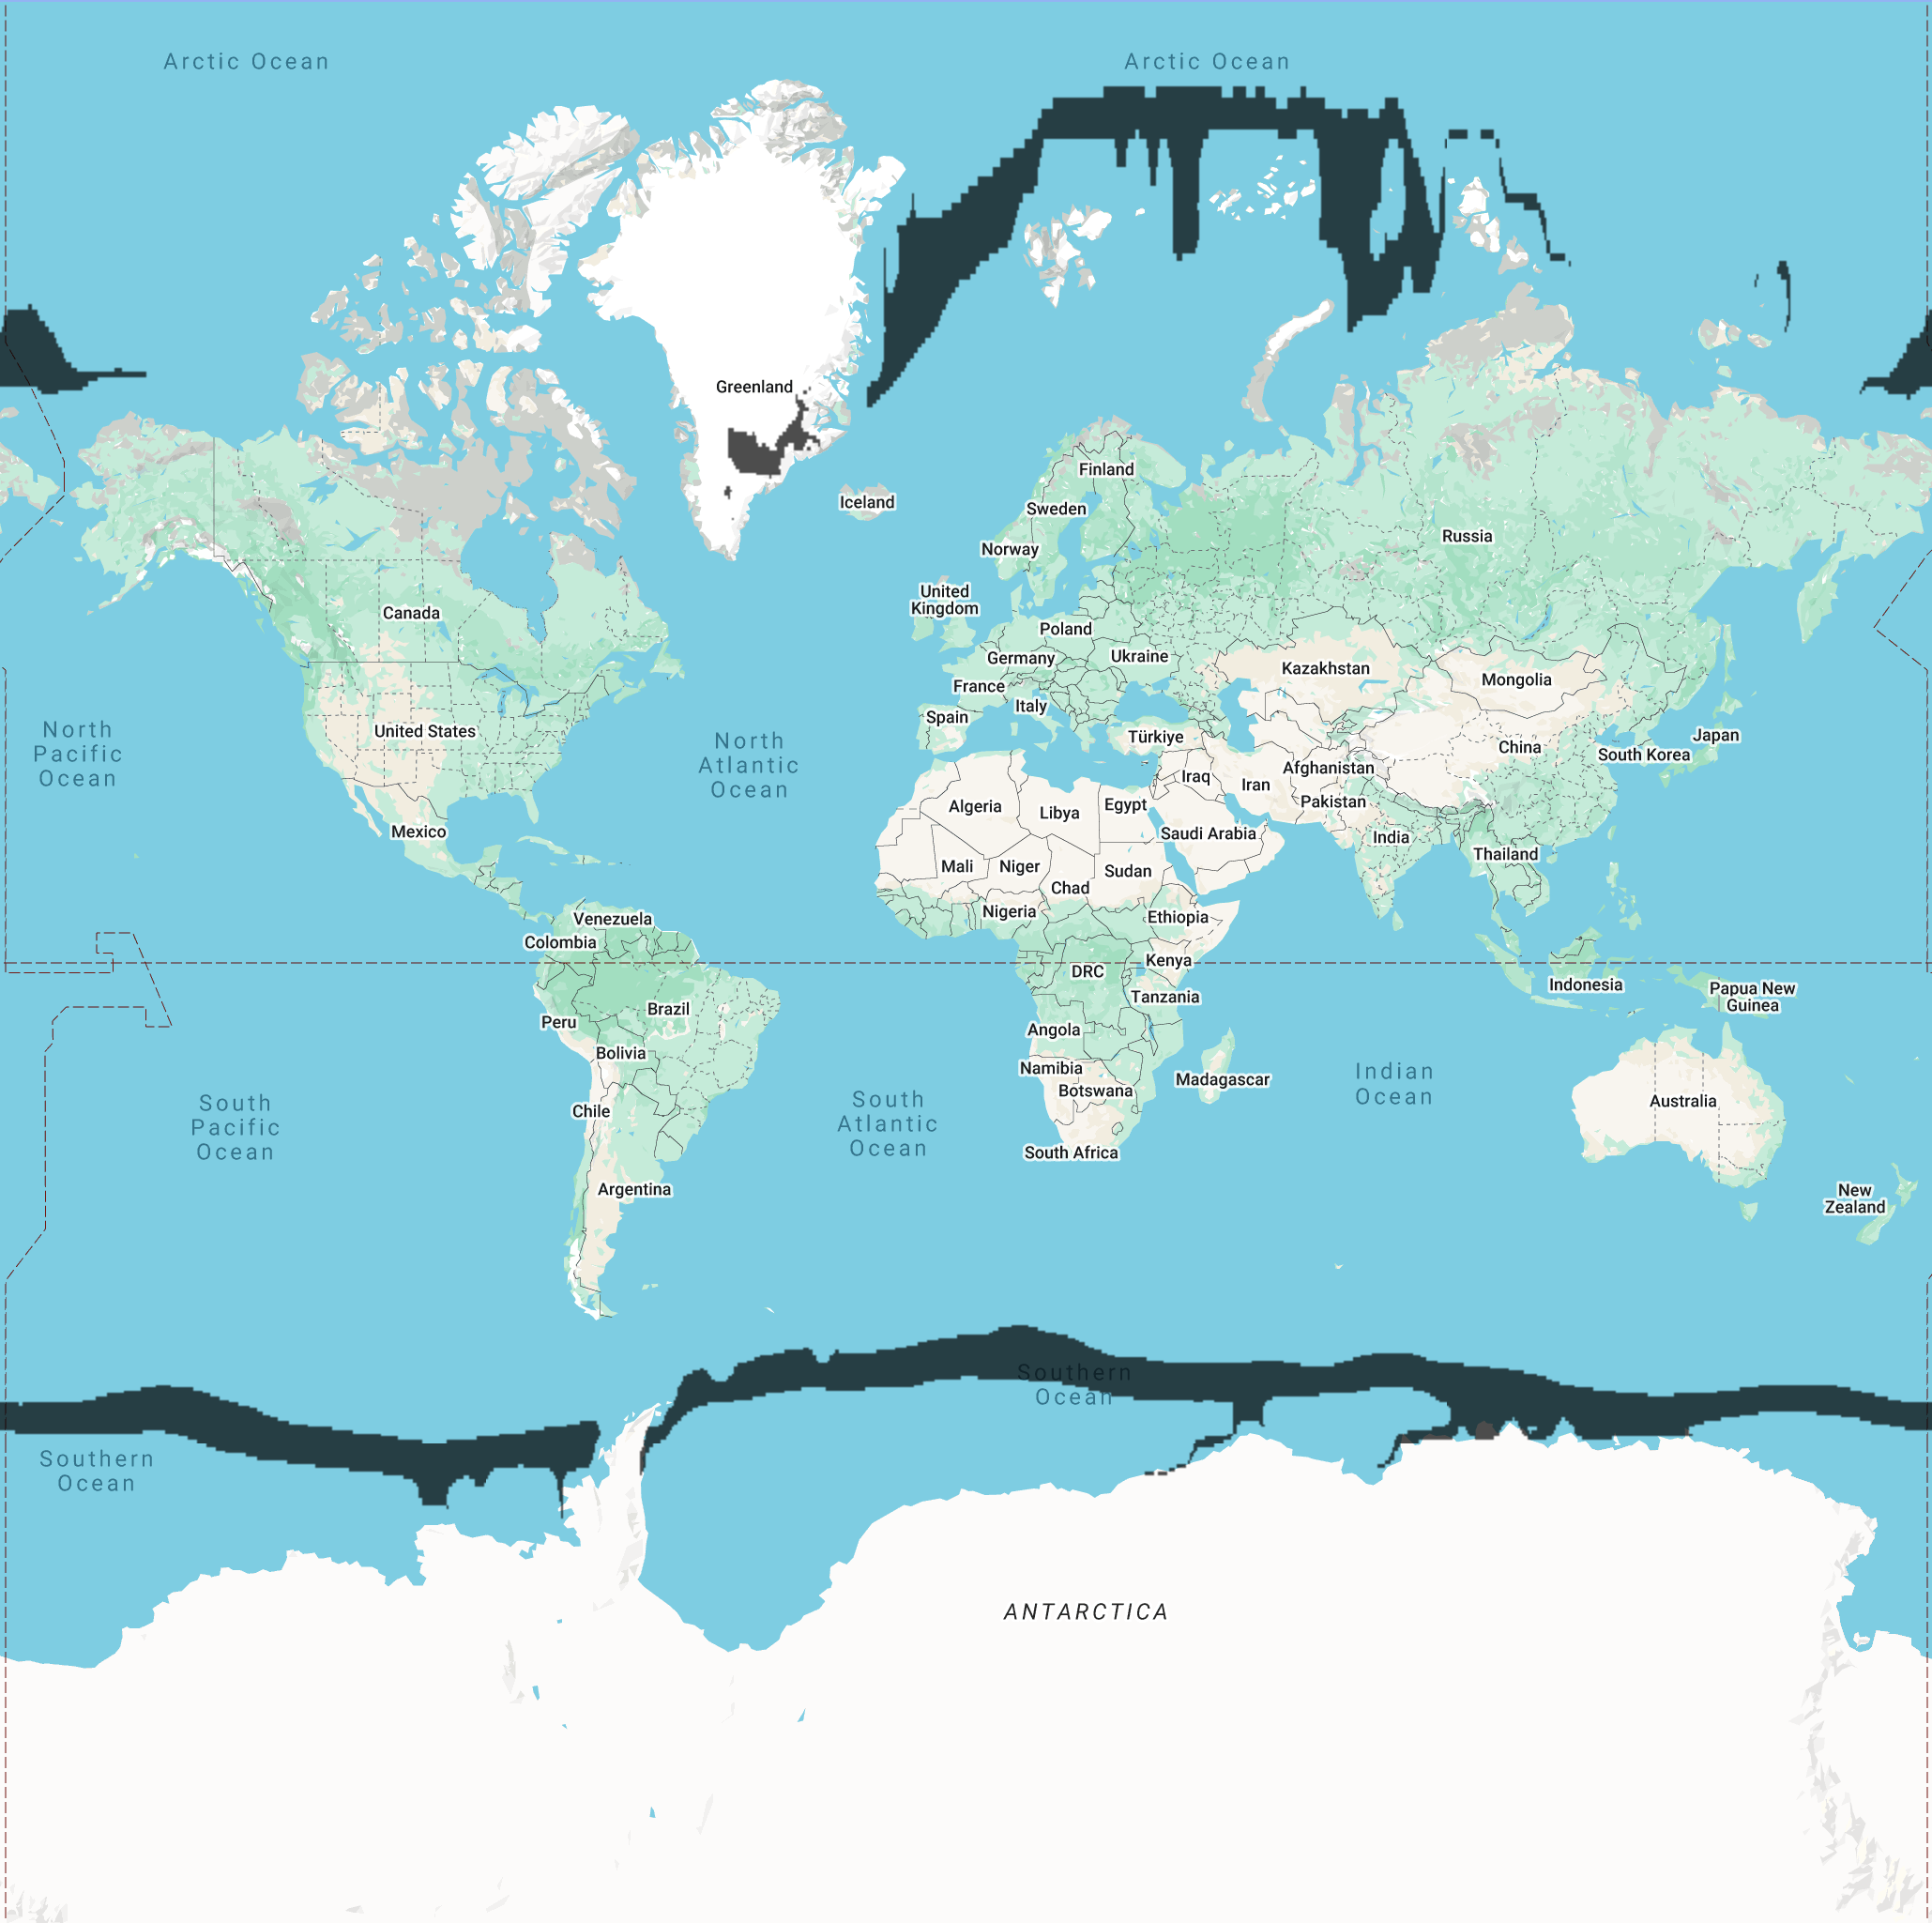 Arctic Ocean
Arctic Ocean
Greenland
Iceland
Finland
Sweden
Norway
Russia
United
Kingdom
Canada
Poland
Germany
Ukraine
Kazakhstan
Mongolia
France
Italy
Spain
North
Pacific
Ocean
United States
North
Atlantic
Ocean
Türkiye
Japan
China
South Korea
Iraq
Iran
Afghanistan
Pakistan
Algeria
Libya
Egypt
Saudi Arabia
India
Mexico
Thailand
Mali
Niger
Sudan
Chad
Nigeria
Ethiopia
Venezuela
Colombia
Kenya
DRC
Indonesia
Papua New
Guinea
Tanzania
Brazil
Peru
Angola
Bolivia
Namibia
Botswana
Madagascar
Indian
Ocean
Australia
Chile
South
Pacific
Ocean
South
Atlantic
Ocean
South Africa
Argentina
New
Zealand
Southern
Ocean
Southern
Ocean
ANTARCTICA